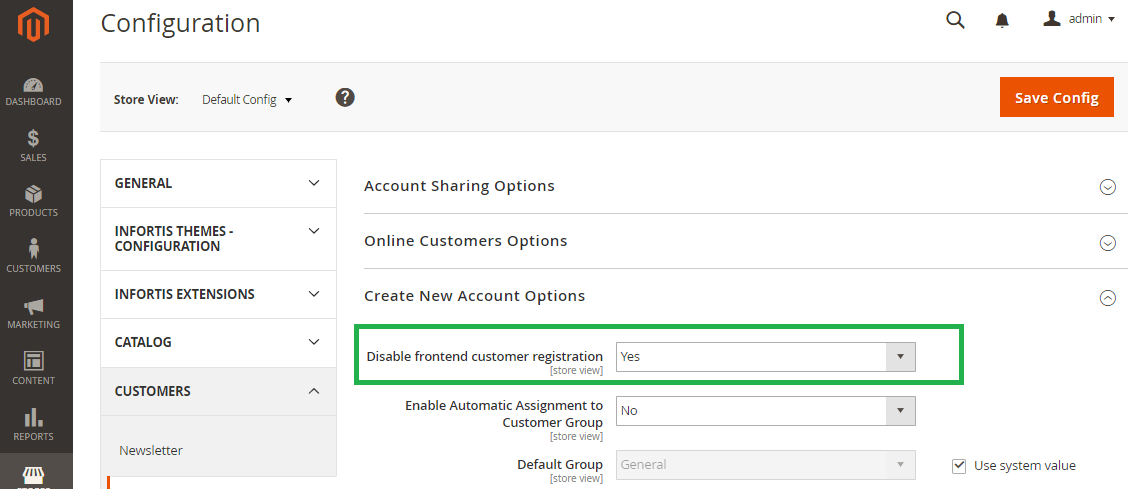 Configuration
admin
DASHBOARD
SALES
PRODUCTS
CUSTOMERS
MARKETING
CONTENT
REPORTS
Store View: Default Config ?
Save Config
GENERAL
INFORTIS THEMES -
CONFIGURATION
INFORTIS EXTENSIONS
CATALOG
CUSTOMERS
Newsletter
Account Sharing Options
Online Customers Options
Create New Account Options
Disable frontend customer registration Yes
[store view]
Enable Automatic Assignment to No
Customer Group
[store view]
Default Group General Use system value
[store view]